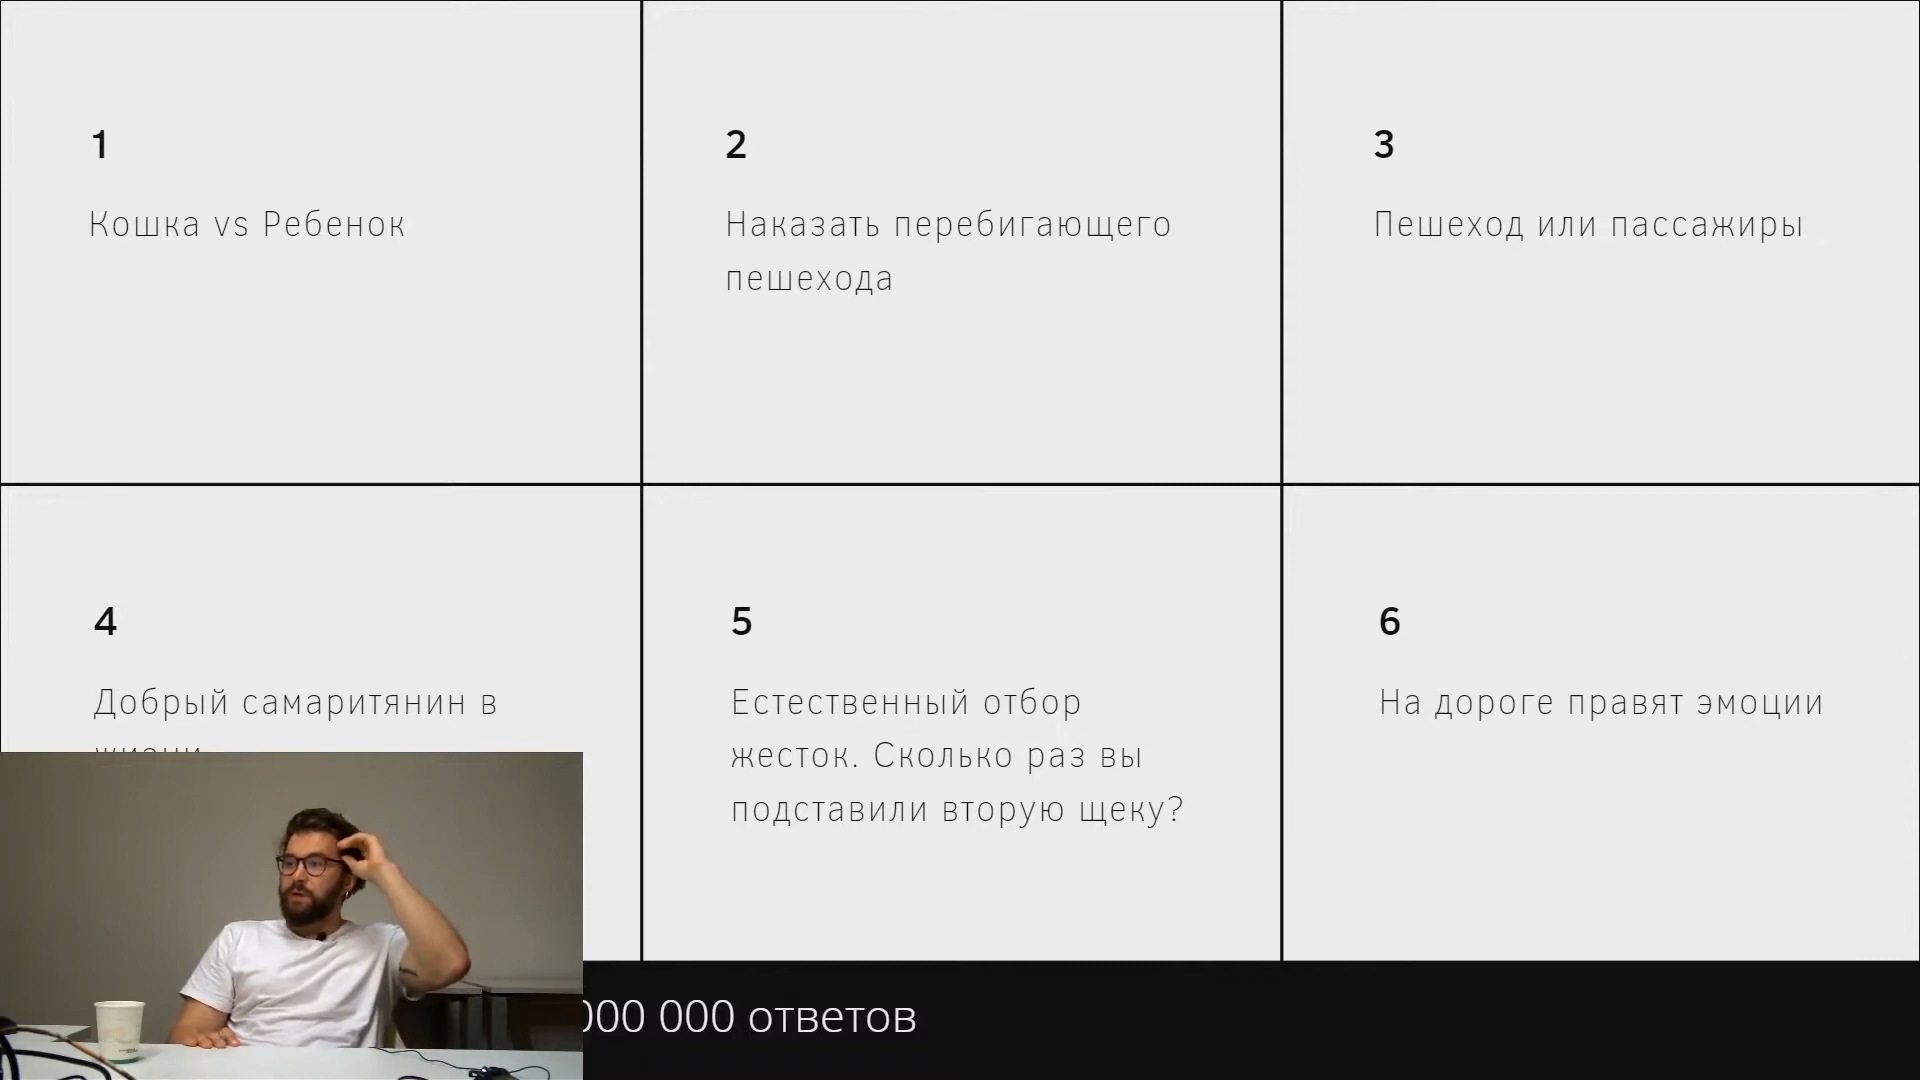 1
Кошка vs Ребенок
2
Наказать перебигающего
пешехода
3
Пешеход или пассажиры
4
Добрый самаритянин в
жизни
5
Естественный отбор
жесток. Сколько раз вы
подставили вторую щеку?
6
На дороге правят эмоции
000 000 ответов